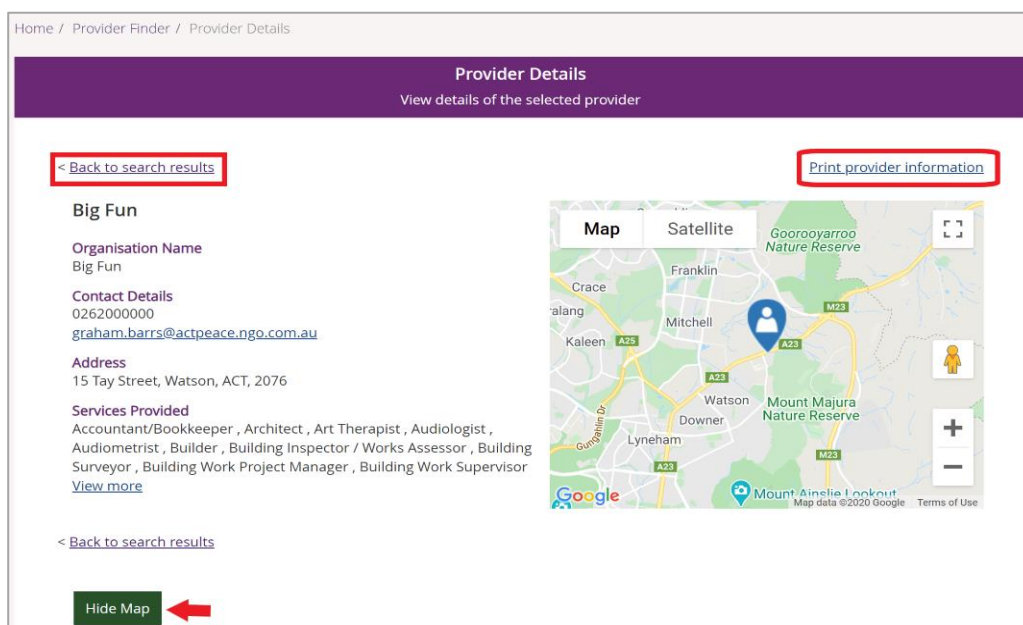 Home / Provider Finder / Provider Details
Provider Details
View details of the selected provider
< Back to search results
Print provider information
Big Fun
Organisation Name
Big Fun
Contact Details
0262000000
graham.barrs@actpeace.ngo.com.au
Address
15 Tay Street, Watson, ACT, 2076
Services Provided
Accountant/Bookkeeper , Architect , Art Therapist , Audiologist ,
Audiometrist , Builder , Building Inspector / Works Assessor , Building
Surveyor , Building Work Project Manager , Building Work Supervisor
View more
Map
Satellite
Goorooyarroo
Nature Reserve
Franklin
Crace
alang
M23
Mitchell
Kaleen
A25
A23
A23
Watson
Mount Majura
Nature Reserve
Downer
Gungahlin Dr
Lyneham
M23
A23
Google
Mount Ainslie Lookout
Map data ©2020 Google
Terms of Use
< Back to search results
Hide Map